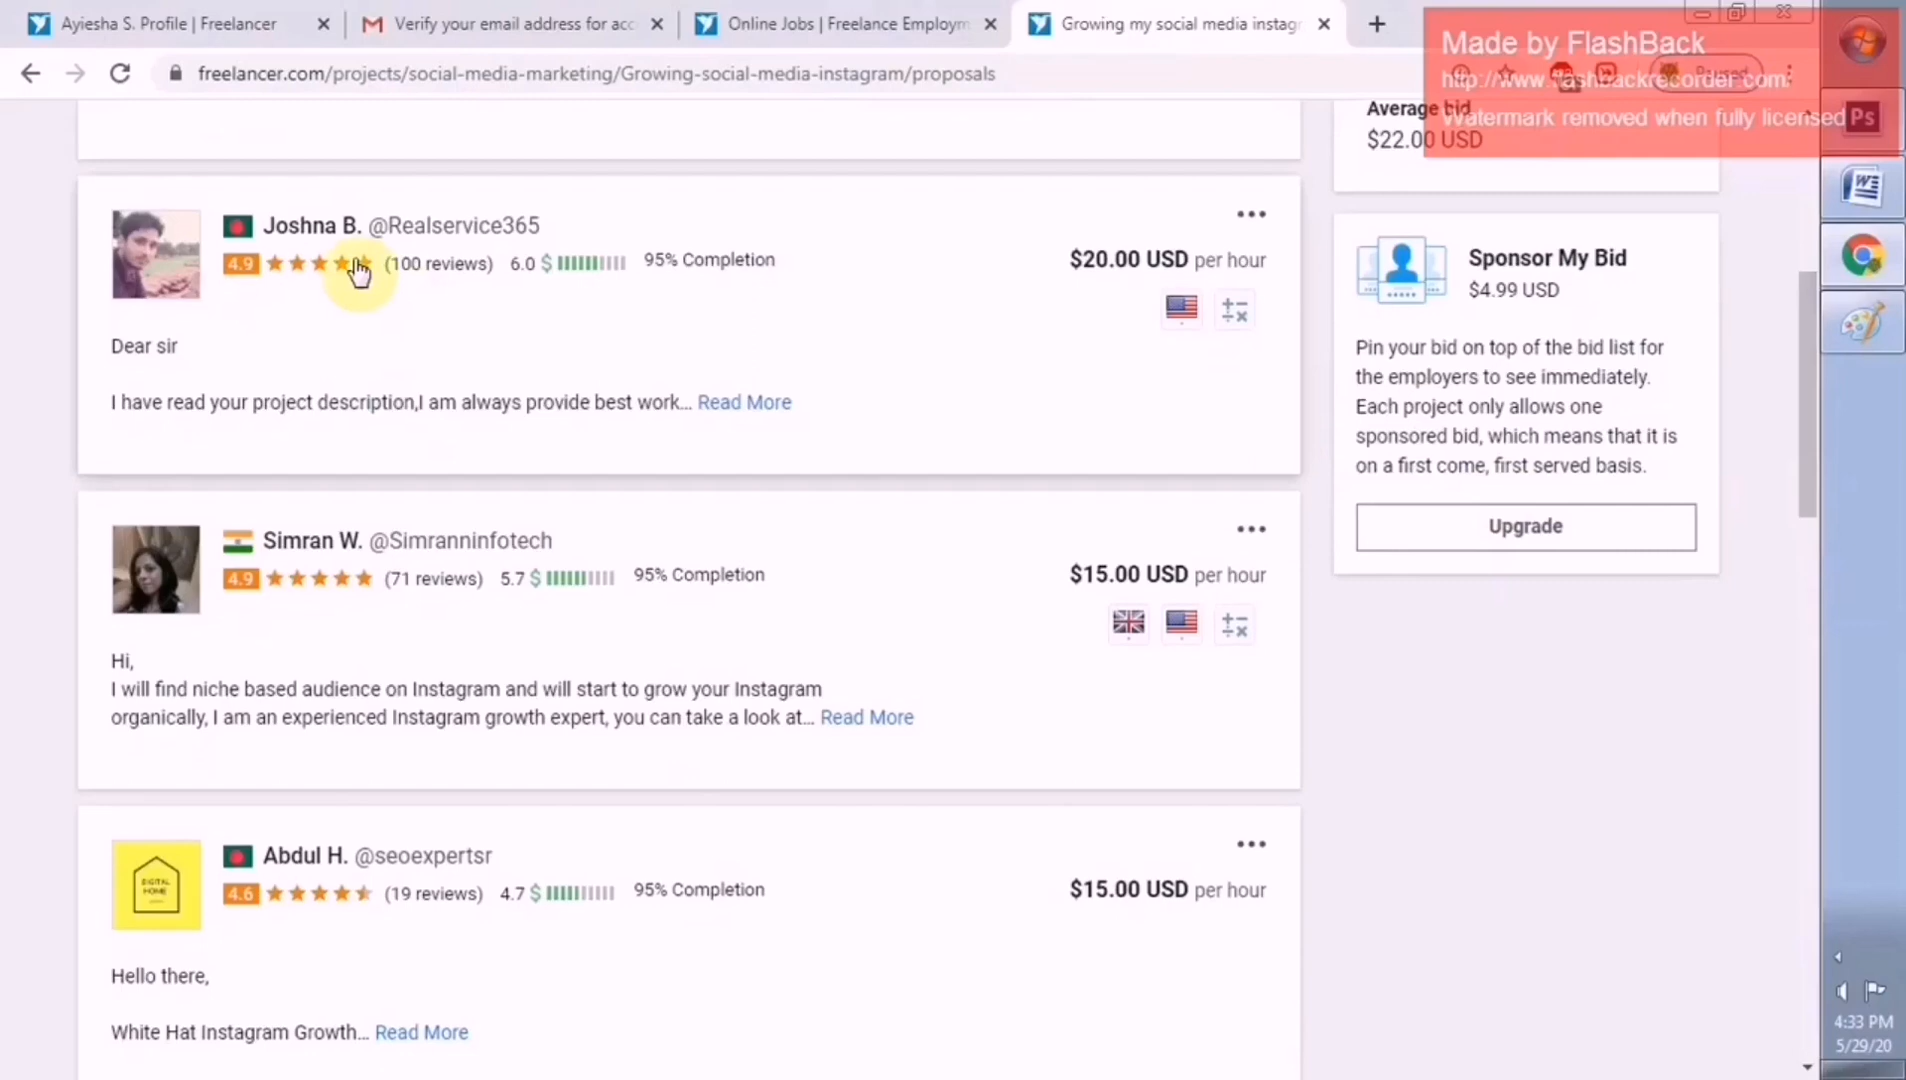 Ayiesha S. Profile | Freelancer
Verify your email address for acc
Online Jobs | Freelance Employm
Growing my social media instag
Made by FlashBack
freelancer.com/projects/social-media-marketing/Growing-social-media-instagram/proposals
Paused
Watermark removed when fully licensed
Average bid
$22.00 USD
Ps
Joshna B. @Realservice365
4.9 (100 reviews) 6.0 $ 95% Completion
$20.00 USD per hour
Dear sir
I have read your project description,I am always provide best work... Read More
Sponsor My Bid
$4.99 USD
Pin your bid on top of the bid list for
the employers to see immediately.
Each project only allows one
sponsored bid, which means that it is
on a first come, first served basis.
Upgrade
Simran W. @Simranninfotech
4.9 (71 reviews) 5.7 $ 95% Completion
$15.00 USD per hour
Hi,
I will find niche based audience on Instagram and will start to grow your Instagram
organically, I am an experienced Instagram growth expert, you can take a look at... Read More
DIGITAL
HOME
Abdul H. @seoexpertsr
4.6 (19 reviews) 4.7 $ 95% Completion
$15.00 USD per hour
Hello there,
White Hat Instagram Growth... Read More
4:33 PM
5/29/20